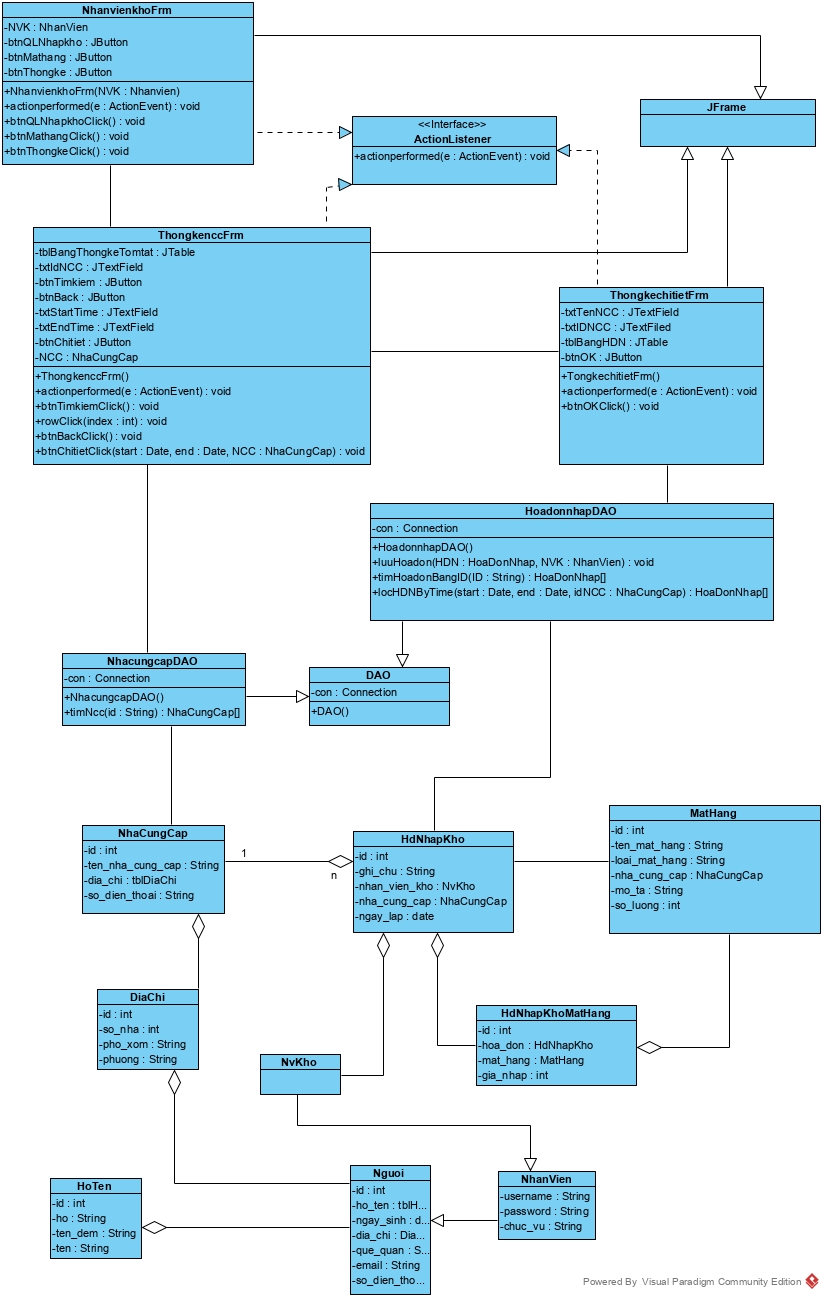 NhanvienkhoFrm
-NVK : NhanVien
-btnQLNhapkho : JButton
-btnMathang : JButton
-btnThongke : JButton
+NhanvienkhoFrm(NVK : Nhanvien)
+actionperformed(e : ActionEvent) : void
+btnQLNhapkhoClick() : void
+btnMathangClick() : void
+btnThongkeClick() : void
JFrame
<<Interface>>
ActionListener
+actionperformed(e : ActionEvent) : void
ThongkenccFrm
-tblBangThongkeTomtat : JTable
-txtIdNCC : JTextField
-btnTimkiem : JButton
-btnBack : JButton
-txtStartTime : JTextField
-txtEndTime : JTextField
-btnChitiet : JButton
-NCC : NhaCungCap
+ThongkenccFrm()
+actionperformed(e : ActionEvent) : void
+btnTimkiemClick() : void
+rowClick(index : int) : void
+btnBackClick() : void
+btnChitietClick(start : Date, end : Date, NCC : NhaCungCap) : void
ThongkechitietFrm
-txtTenNCC : JTextField
-txtIDNCC : JTextFiled
-tblBangHDN : JTable
-btnOK : JButton
+TongkechitietFrm()
+actionperformed(e : ActionEvent) : void
+btnOKClick() : void
HoadonnhapDAO
-con : Connection
+HoadonnhapDAO()
+luuHoadon(HDN : HoaDonNhap, NVK : NhanVien) : void
+timHoadonBangID(ID : String) : HoaDonNhap[]
+locHDNByTime(start : Date, end : Date, idNCC : NhaCungCap) : HoaDonNhap[]
NhacungcapDAO
-con : Connection
+NhacungcapDAO()
+timNcc(id : String) : NhaCungCap[]
DAO
-con : Connection
+DAO()
NhaCungCap
-id : int
-ten_nha_cung_cap : String
-dia_chi : tblDiaChi
-so_dien_thoai : String
1
n
HdNhapKho
-id : int
-ghi_chu : String
-nhan_vien_kho : NvKho
-nha_cung_cap : NhaCungCap
-ngay_lap : date
MatHang
-id : int
-ten_mat_hang : String
-loai_mat_hang : String
-nha_cung_cap : NhaCungCap
-mo_ta : String
-so_luong : int
DiaChi
-id : int
-so_nha : int
-pho_xom : String
-phuong : String
HdNhapKhoMatHang
-id : int
-hoa_don : HdNhapKho
-mat_hang : MatHang
-gia_nhap : int
NvKho
HoTen
-id : int
-ho : String
-ten_dem : String
-ten : String
Nguoi
-id : int
-ho_ten : tblH...
-ngay_sinh : d...
-dia_chi : Dia...
-que_quan : S...
-email : String
-so_dien_tho...
NhanVien
-username : String
-password : String
-chuc_vu : String
Powered By Visual Paradigm Community Edition